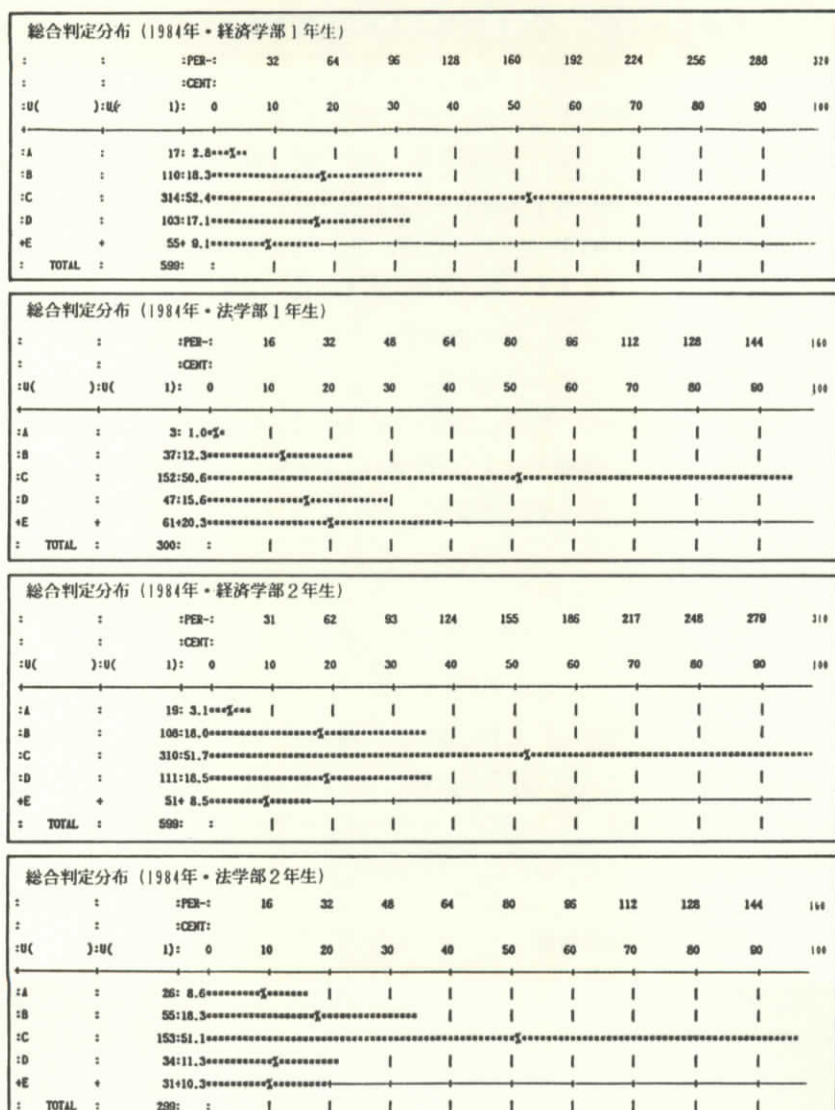 総合判定分布 (1984年・経済学部1年生)
: : :PER-: 32 64 96 128 160 192 224 256 288 320
: : :CENT:
:U( ):U( 1): 0 10 20 30 40 50 60 70 80 90 100
:A : 17: 2.8
:B : 110:18.3
:C : 314:52.4
:D : 103:17.1
+E + 55+ 9.1
: TOTAL : 599: :
総合判定分布 (1984年・法学部1年生)
: : :PER-: 16 32 48 64 80 96 112 128 144 160
: : :CENT:
:U( ):U( 1): 0 10 20 30 40 50 60 70 80 90 100
:A : 3: 1.0
:B : 37:12.3
:C : 152:50.6
:D : 47:15.6
+E + 61+20.3
: TOTAL : 300: :
総合判定分布 (1984年・経済学部2年生)
: : :PER-: 31 62 93 124 155 186 217 248 279 310
: : :CENT:
:U( ):U( 1): 0 10 20 30 40 50 60 70 80 90 100
:A : 19: 3.1
:B : 108:18.0
:C : 310:51.7
:D : 111:18.5
+E + 51+ 8.5
: TOTAL : 599: :
総合判定分布 (1984年・法学部2年生)
: : :PER-: 16 32 48 64 80 96 112 128 144 160
: : :CENT:
:U( ):U( 1): 0 10 20 30 40 50 60 70 80 90 100
:A : 26: 8.6
:B : 55:18.3
:C : 153:51.1
:D : 34:11.3
+E + 31+10.3
: TOTAL : 299: :